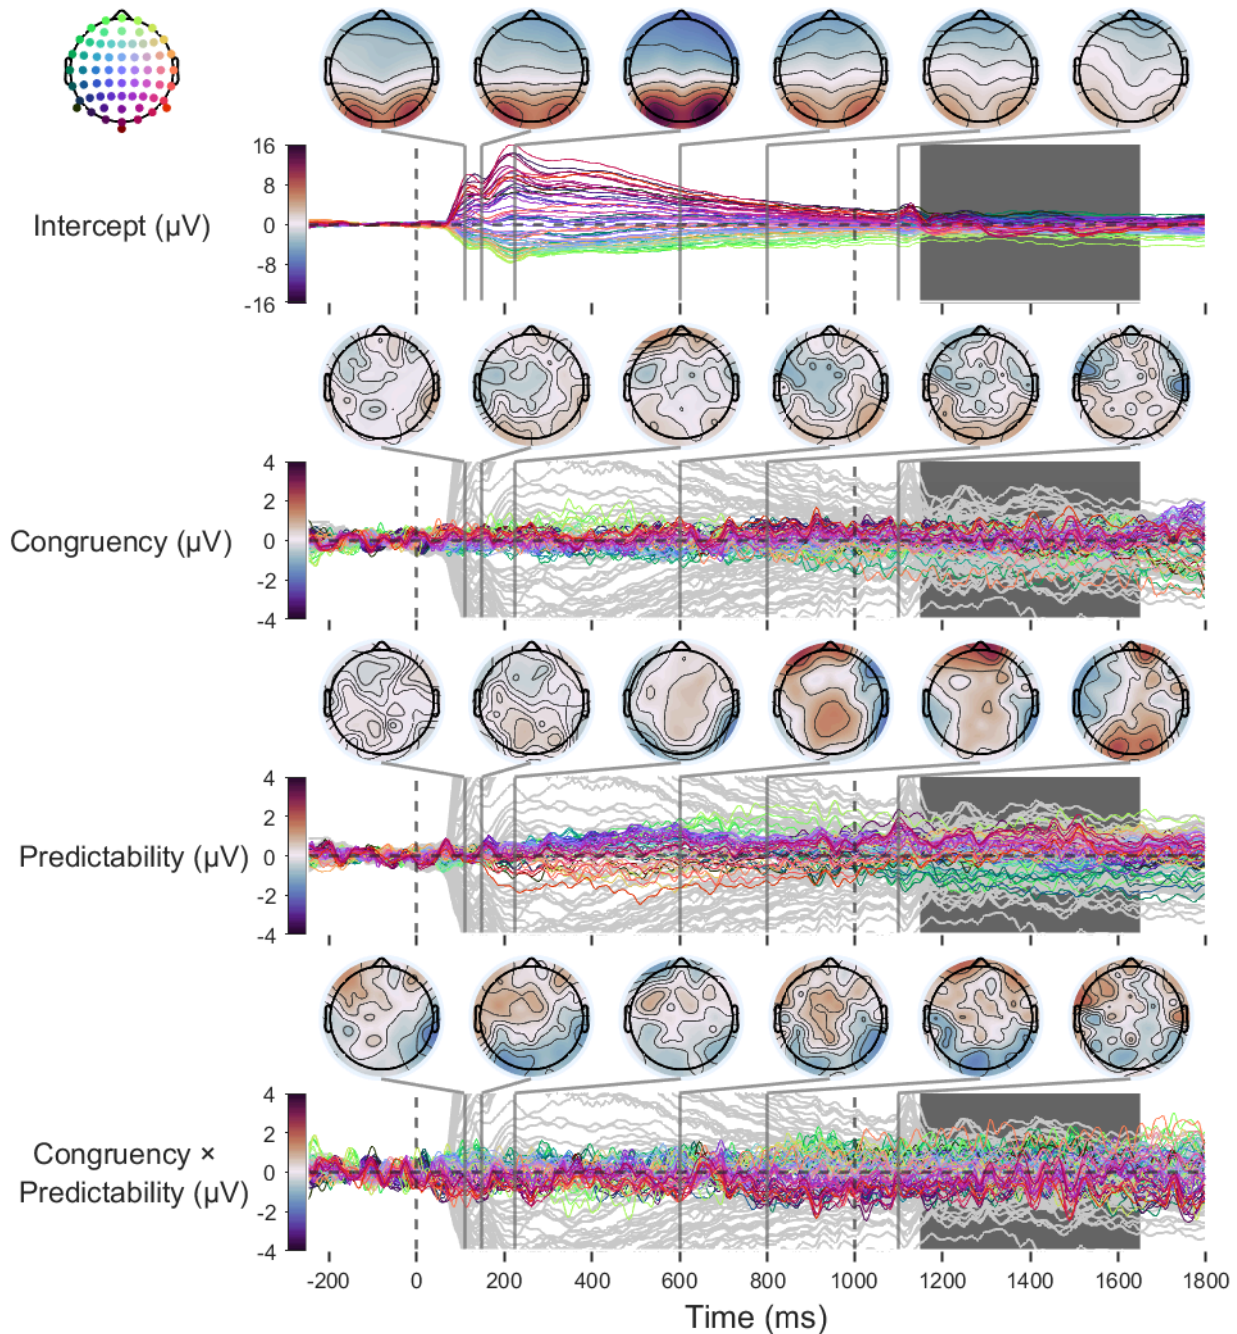 16
8
0
-8
-16
Intercept (µV)
4
2
0
-2
-4
Congruency (µV)
4
2
0
-2
-4
Predictability (µV)
4
2
0
-2
-4
Congruency ×
Predictability (µV)
-200 0 200 400 600 800 1000 1200 1400 1600 1800
Time (ms)